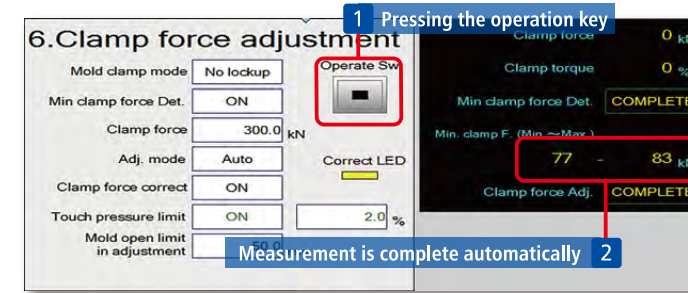 1 Pressing the operation key
6.Clamp force adjustment
Mold clamp mode No lockup
Operate Sw
Min clamp force Det. ON
Clamp force 300.0 kN
Adj. mode Auto
Correct LED
Clamp force correct ON
Touch pressure limit ON 2.0 %
Mold open limit
in adjustment
Clamp force 0
Clamp torque 0 %
Min clamp force Det. COMPLETE
Min. clamp F. (Min.~Max.)
77 - 83
Clamp force Adj. COMPLETE
Measurement is complete automatically 2